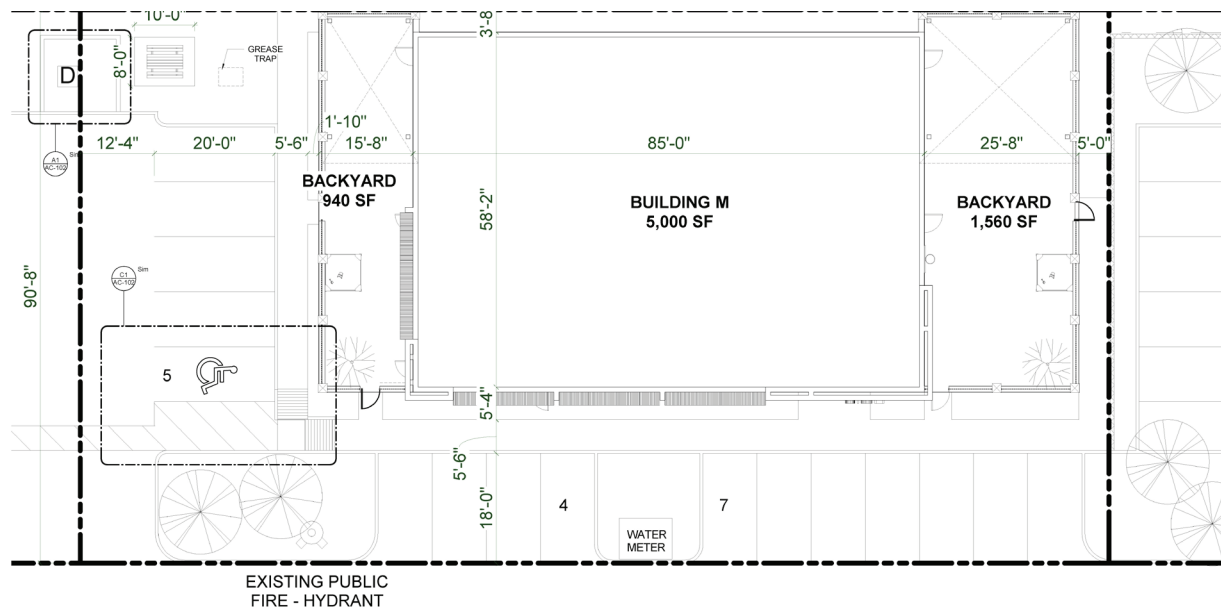 10'-0"
3'-8
D
8'-0"
GREASE
TRAP
1'-10"
12'-4"
20'-0"
5'-6"
15'-8"
85'-0"
25'-8"
5'-0"
A1
AC-102
Sim
BACKYARD
940 SF
58'-2"
BUILDING M
5,000 SF
BACKYARD
1,560 SF
C1
AC-102
Sim
90'-8"
5
5'-4"
5'-6"
18'-0"
4
7
WATER
METER
EXISTING PUBLIC
FIRE - HYDRANT